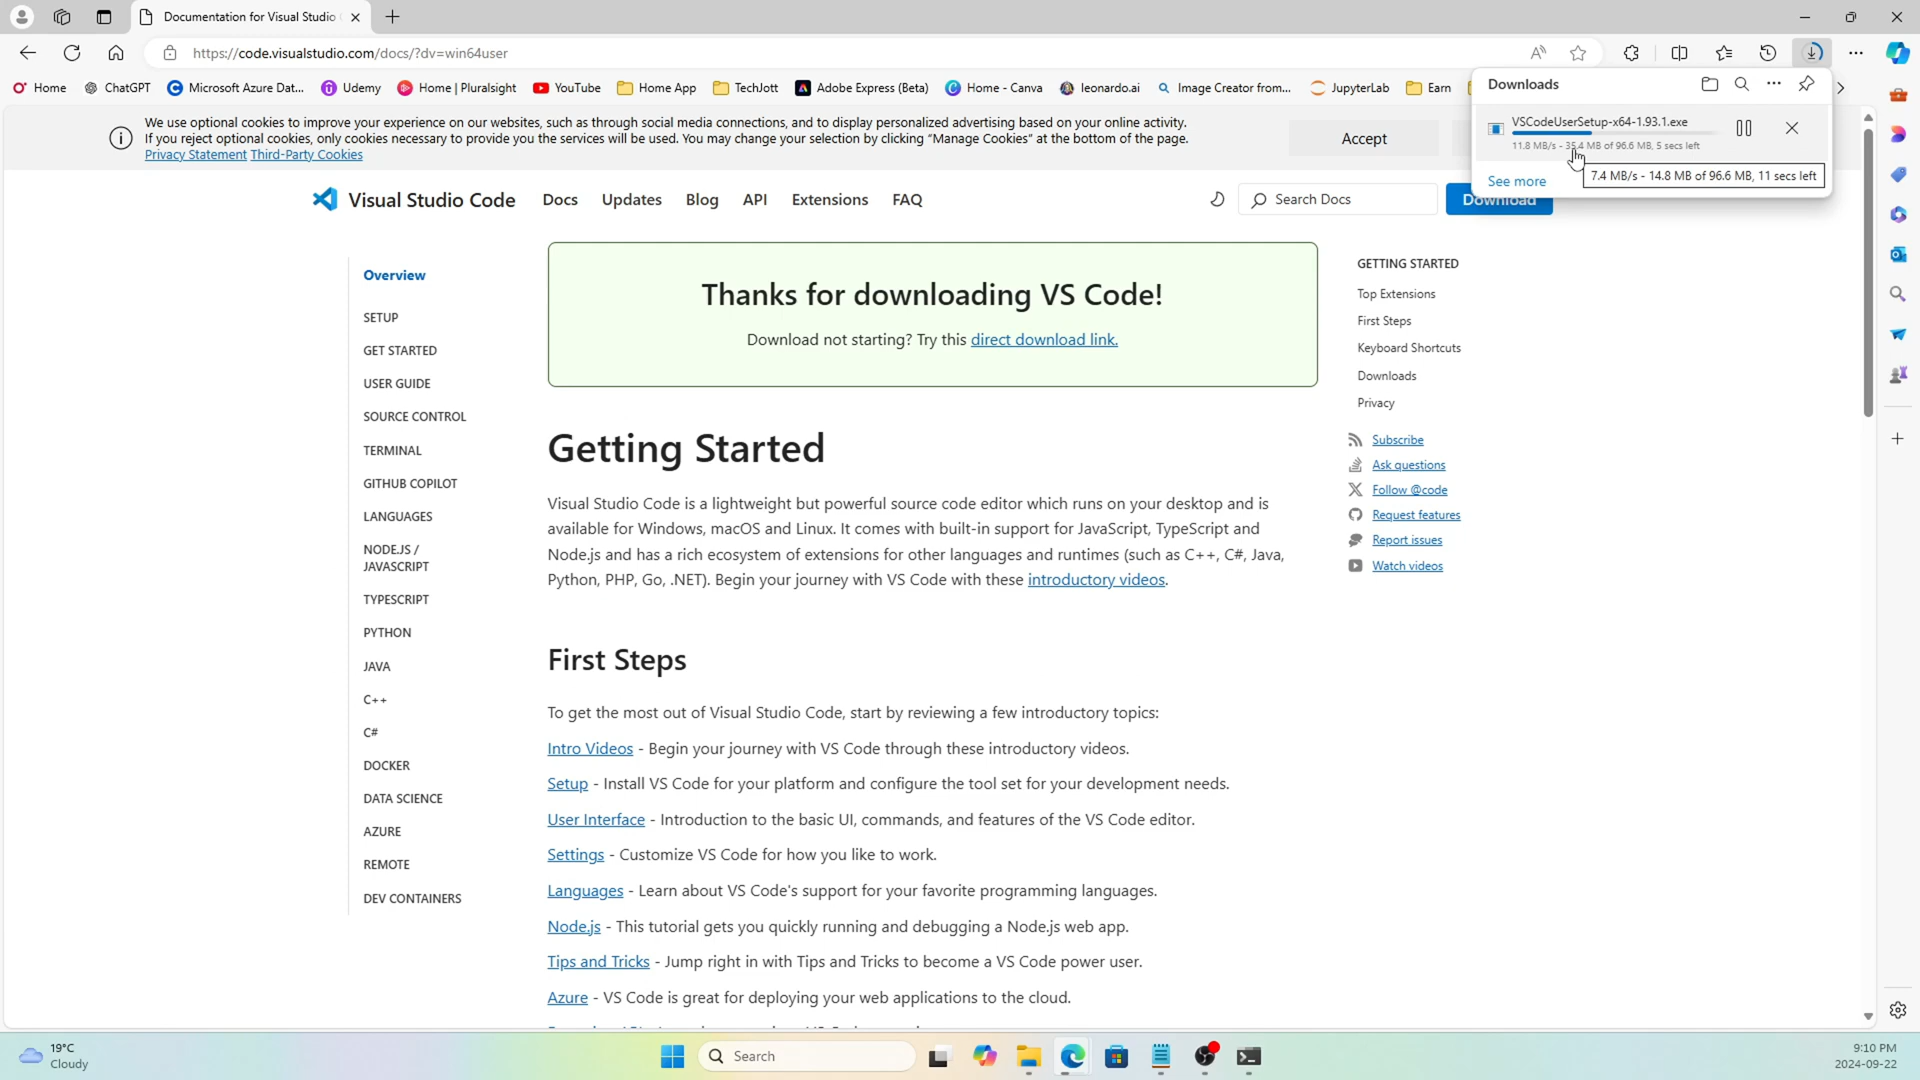 Documentation for Visual Studio
https://code.visualstudio.com/docs/?dv=win64user
Home
ChatGPT
Microsoft Azure Dat...
Udemy
Home | Pluralsight
YouTube
Home App
TechJott
Adobe Express (Beta)
Home - Canva
leonardo.ai
Image Creator from...
JupyterLab
Earn
Downloads
VSCodeUserSetup-x64-1.93.1.exe
11.8 MB/s - 35.4 MB of 96.6 MB, 5 secs left
7.4 MB/s - 14.8 MB of 96.6 MB, 11 secs left
See more
We use optional cookies to improve your experience on our websites, such as through social media connections, and to display personalized advertising based on your online activity.
If you reject optional cookies, only cookies necessary to provide you the services will be used. You may change your selection by clicking "Manage Cookies" at the bottom of the page.
Privacy Statement Third-Party Cookies
Accept
Visual Studio Code
Docs
Updates
Blog
API
Extensions
FAQ
Search Docs
Download
Overview
SETUP
GET STARTED
USER GUIDE
SOURCE CONTROL
TERMINAL
GITHUB COPILOT
LANGUAGES
NODE.JS /
JAVASCRIPT
TYPESCRIPT
PYTHON
JAVA
C++
C#
DOCKER
DATA SCIENCE
AZURE
REMOTE
DEV CONTAINERS
Thanks for downloading VS Code!
Download not starting? Try this direct download link.
Getting Started
Visual Studio Code is a lightweight but powerful source code editor which runs on your desktop and is
available for Windows, macOS and Linux. It comes with built-in support for JavaScript, TypeScript and
Node.js and has a rich ecosystem of extensions for other languages and runtimes (such as C++, C#, Java,
Python, PHP, Go, .NET). Begin your journey with VS Code with these introductory videos.
First Steps
To get the most out of Visual Studio Code, start by reviewing a few introductory topics:
Intro Videos - Begin your journey with VS Code through these introductory videos.
Setup - Install VS Code for your platform and configure the tool set for your development needs.
User Interface - Introduction to the basic UI, commands, and features of the VS Code editor.
Settings - Customize VS Code for how you like to work.
Languages - Learn about VS Code's support for your favorite programming languages.
Node.js - This tutorial gets you quickly running and debugging a Node.js web app.
Tips and Tricks - Jump right in with Tips and Tricks to become a VS Code power user.
Azure - VS Code is great for deploying your web applications to the cloud.
GETTING STARTED
Top Extensions
First Steps
Keyboard Shortcuts
Downloads
Privacy
Subscribe
Ask questions
Follow @code
Request features
Report issues
Watch videos
19°C
Cloudy
Search
9:10 PM
2024-09-22